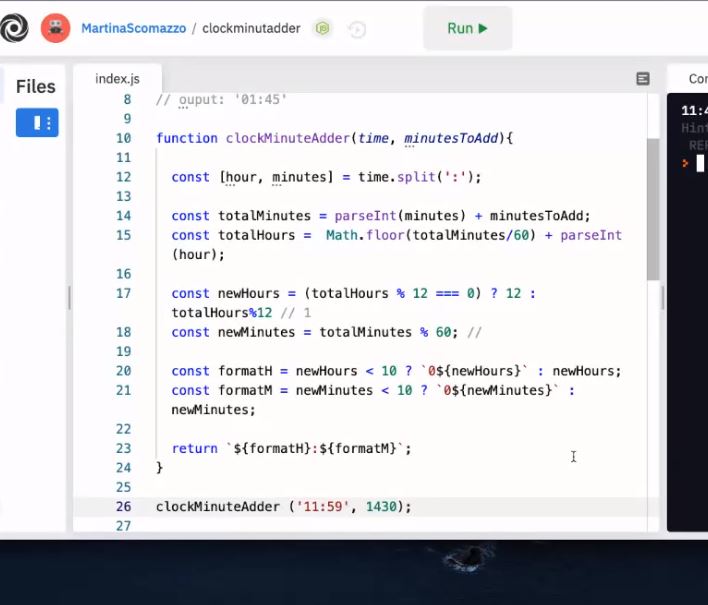 MartinaScomazzo / clockminutadder
Run
Files
index.js
8 // ouput: '01:45'
9
10 function clockMinuteAdder(time, minutesToAdd){
11
12 const [hour, minutes] = time.split(':');
13
14 const totalMinutes = parseInt(minutes) + minutesToAdd;
15 const totalHours =  Math.floor(totalMinutes/60) + parseInt
(hour);
16
17 const newHours = (totalHours % 12 === 0) ? 12 :
totalHours%12 // 1
18 const newMinutes = totalMinutes % 60; //
19
20 const formatH = newHours < 10 ? `0${newHours}` : newHours;
21 const formatM = newMinutes < 10 ? `0${newMinutes}` :
newMinutes;
22
23 return `${formatH}:${formatM}`;
24 }
25
26 clockMinuteAdder ('11:59', 1430);
27
Hint